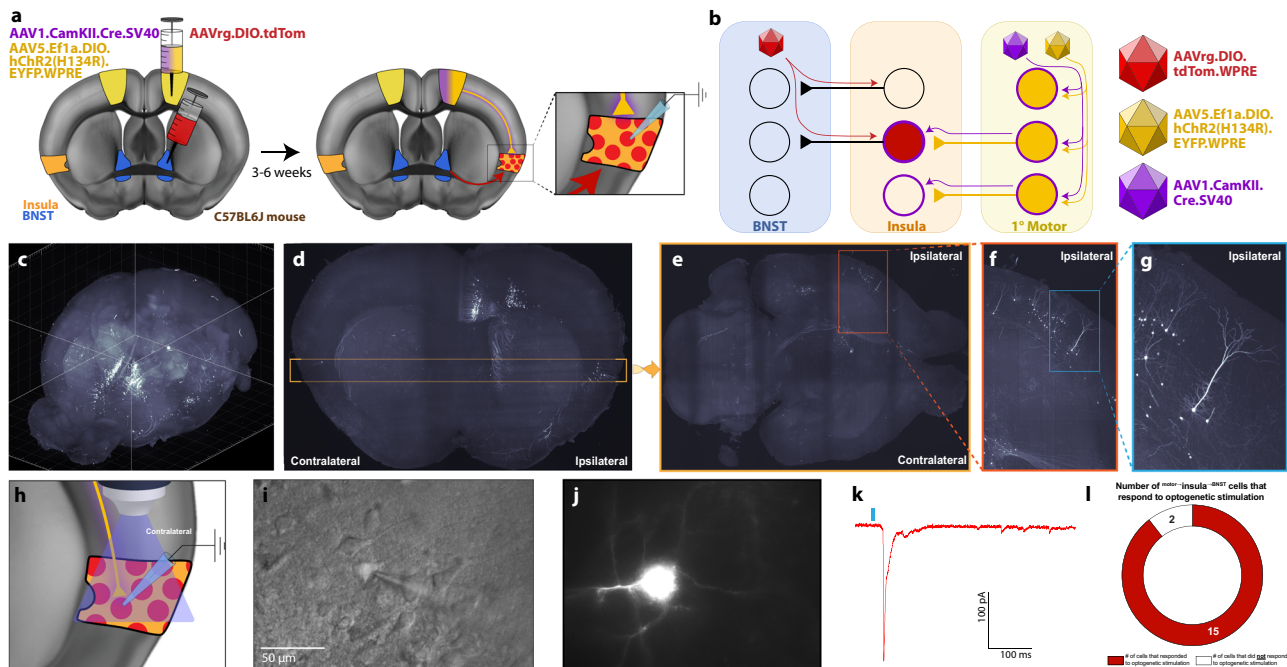 a
AAV1.CamKII.Cre.SV40
AAV5.Ef1a.DIO.
hChR2(H134R).
EYFP.WPRE
AAVrg.DIO.tdTom
3-6 weeks
Insula
BNST
C57BL6J mouse
b
BNST
Insula
1° Motor
AAVrg.DIO.
tdTom.WPRE
AAV5.Ef1a.DIO.
hChR2(H134R).
EYFP.WPRE
AAV1.CamKII.
Cre.SV40
c
d
Contralateral
Ipsilateral
e
Ipsilateral
Contralateral
f
Ipsilateral
g
Ipsilateral
h
Contralateral
i
50 µm
j
k
100 pA
100 ms
l
Number of motor→insula→BNST cells that
respond to optogenetic stimulation
2
15
# of cells that responded
to optogenetic stimulation
# of cells that did not respond
to optogenetic stimulation